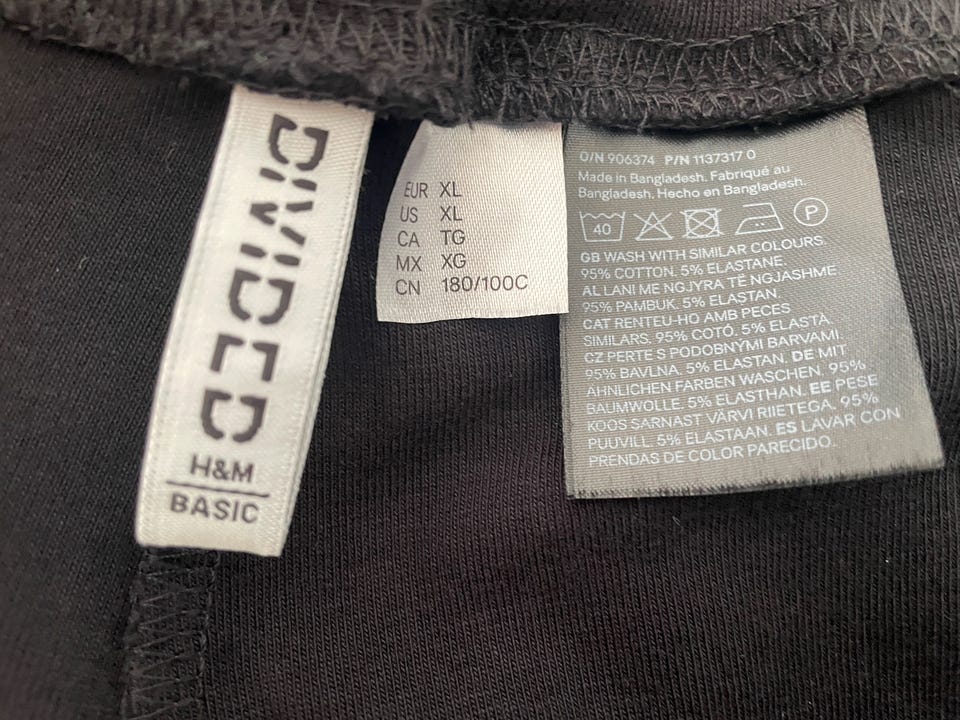 DIVIDED
H&M
BASIC
EUR XL
US XL
CA TG
MX XG
CN 180/100C
O/N 906374 P/N 1137317 0
Made in Bangladesh. Fabriqué au
Bangladesh. Hecho en Bangladesh.
40 P
GB WASH WITH SIMILAR COLOURS.
95% COTTON. 5% ELASTANE.
AL LANI ME NGJYRA TË NGJASHME.
95% PAMBUK. 5% ELASTAN.
CAT RENTEU-HO AMB PECES
SIMILARS. 95% COTÓ. 5% ELASTÀ.
CZ PERTE S PODOBNÝMI BARVAMI.
95% BAVLNA. 5% ELASTAN. DE MIT
ÄHNLICHEN FARBEN WASCHEN. 95%
BAUMWOLLE. 5% ELASTHAN. EE PESE
KOOS SARNAST VÄRVI RIIETEGA. 95%
PUUVILL. 5% ELASTAAN. ES LAVAR CON
PRENDAS DE COLOR PARECIDO.